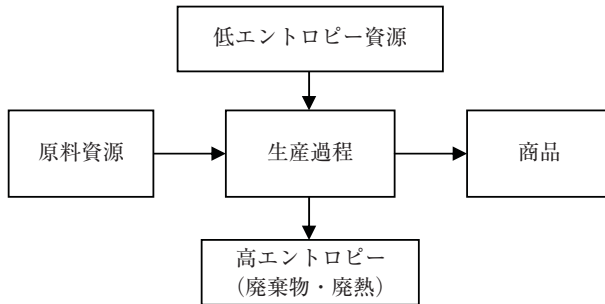 低エントロピー資源
原料資源
生産過程
商品
高エントロピー
(廃棄物・廃熱)